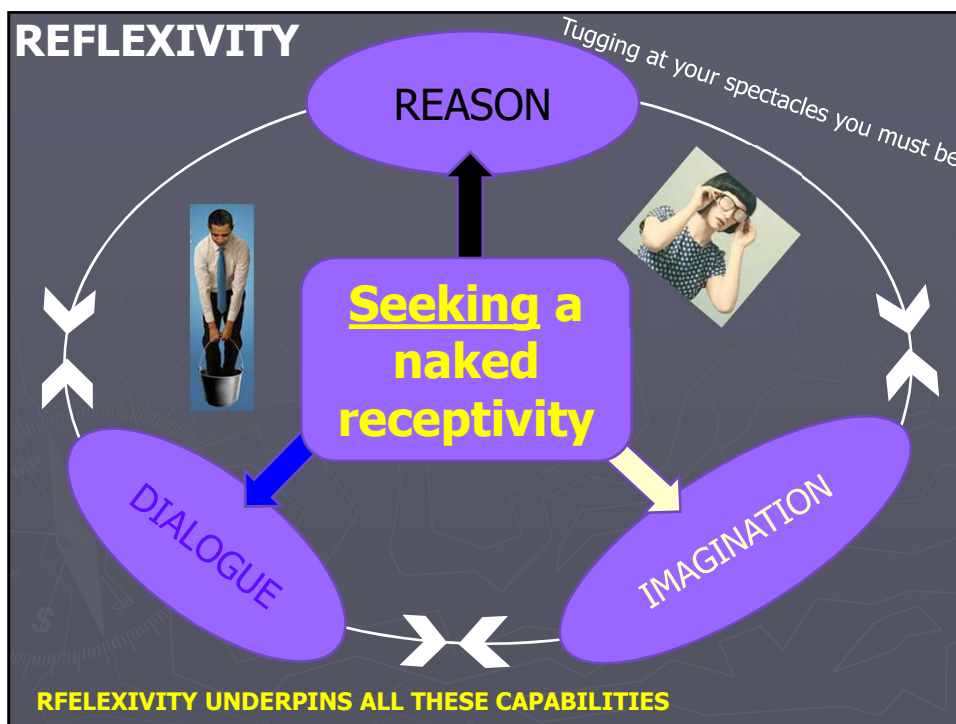 REFLEXIVITY
Tugging at your spectacles you must be
REASON
Seeking a
naked
receptivity
DIALOGUE
IMAGINATION
RFELEXIVITY UNDERPINS ALL THESE CAPABILITIES